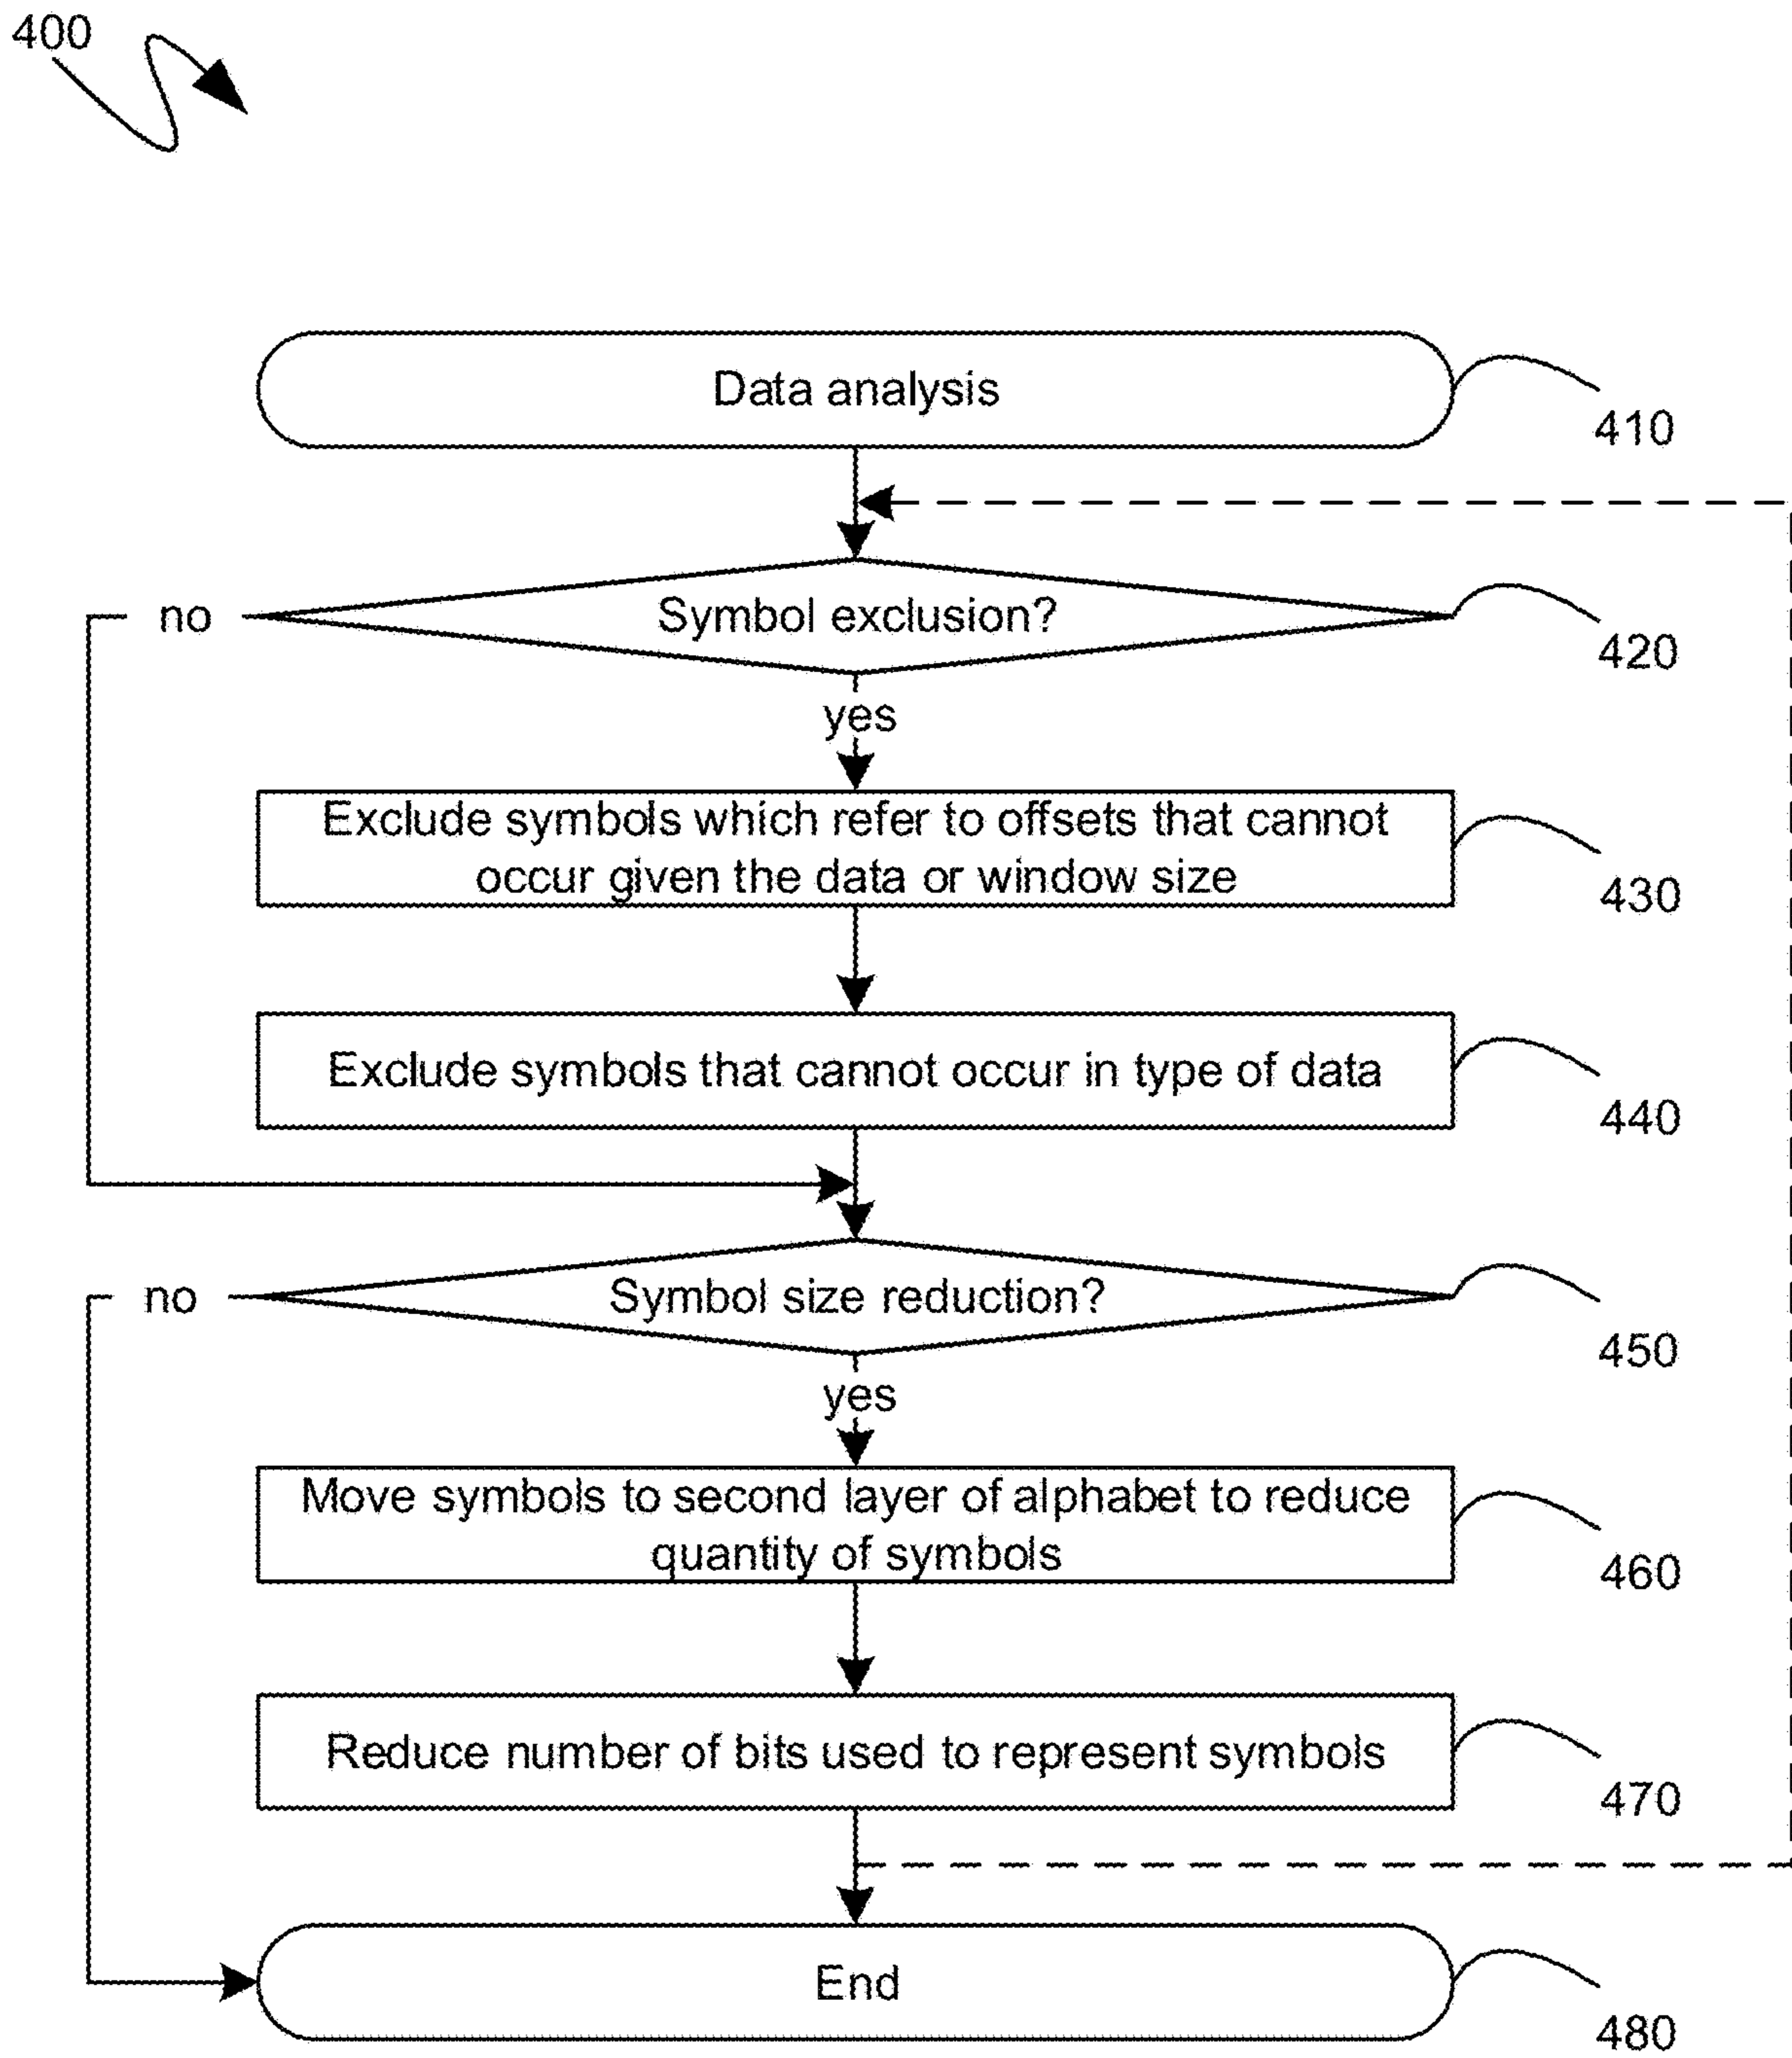 400
Data analysis
410
Symbol exclusion?
no
420
yes
Exclude symbols which refer to offsets that cannot
occur given the data or window size
430
Exclude symbols that cannot occur in type of data
440
Symbol size reduction?
no
450
yes
Move symbols to second layer of alphabet to reduce
quantity of symbols
460
Reduce number of bits used to represent symbols
470
End
480